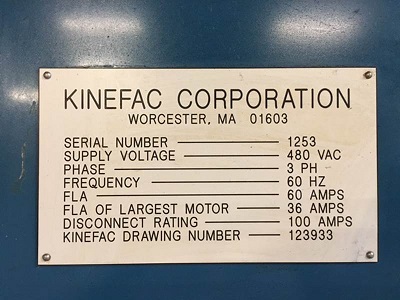 KINEFAC CORPORATION
WORCESTER, MA 01603
SERIAL NUMBER 1253
SUPPLY VOLTAGE 480 VAC
PHASE 3 PH
FREQUENCY 60 HZ
FLA 60 AMPS
FLA OF LARGEST MOTOR 36 AMPS
DISCONNECT RATING 100 AMPS
KINEFAC DRAWING NUMBER 123933